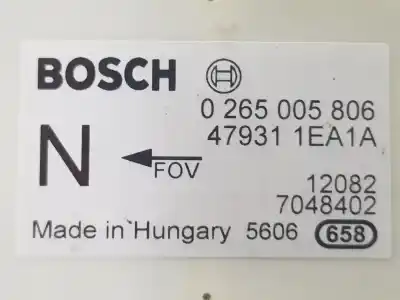 BOSCH
0 265 005 806
47931 1EA1A
N
FOV
12082
7048402
Made in Hungary 5606 658